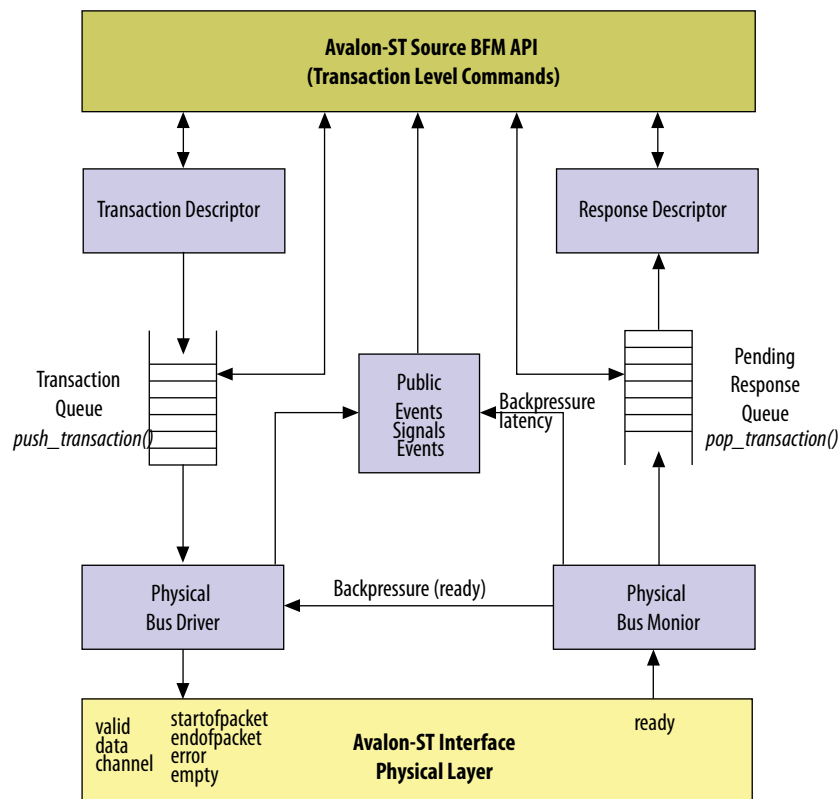 Avalon-ST Source BFM API
(Transaction Level Commands)
Transaction Descriptor
Response Descriptor
Transaction
Queue
push_transaction()
Public
Events
Signals
Events
Backpressure
latency
Pending
Response
Queue
pop_transaction()
Physical
Bus Driver
Backpressure (ready)
Physical
Bus Monior
valid
data
channel
startofpacket
endofpacket
error
empty
Avalon-ST Interface
Physical Layer
ready